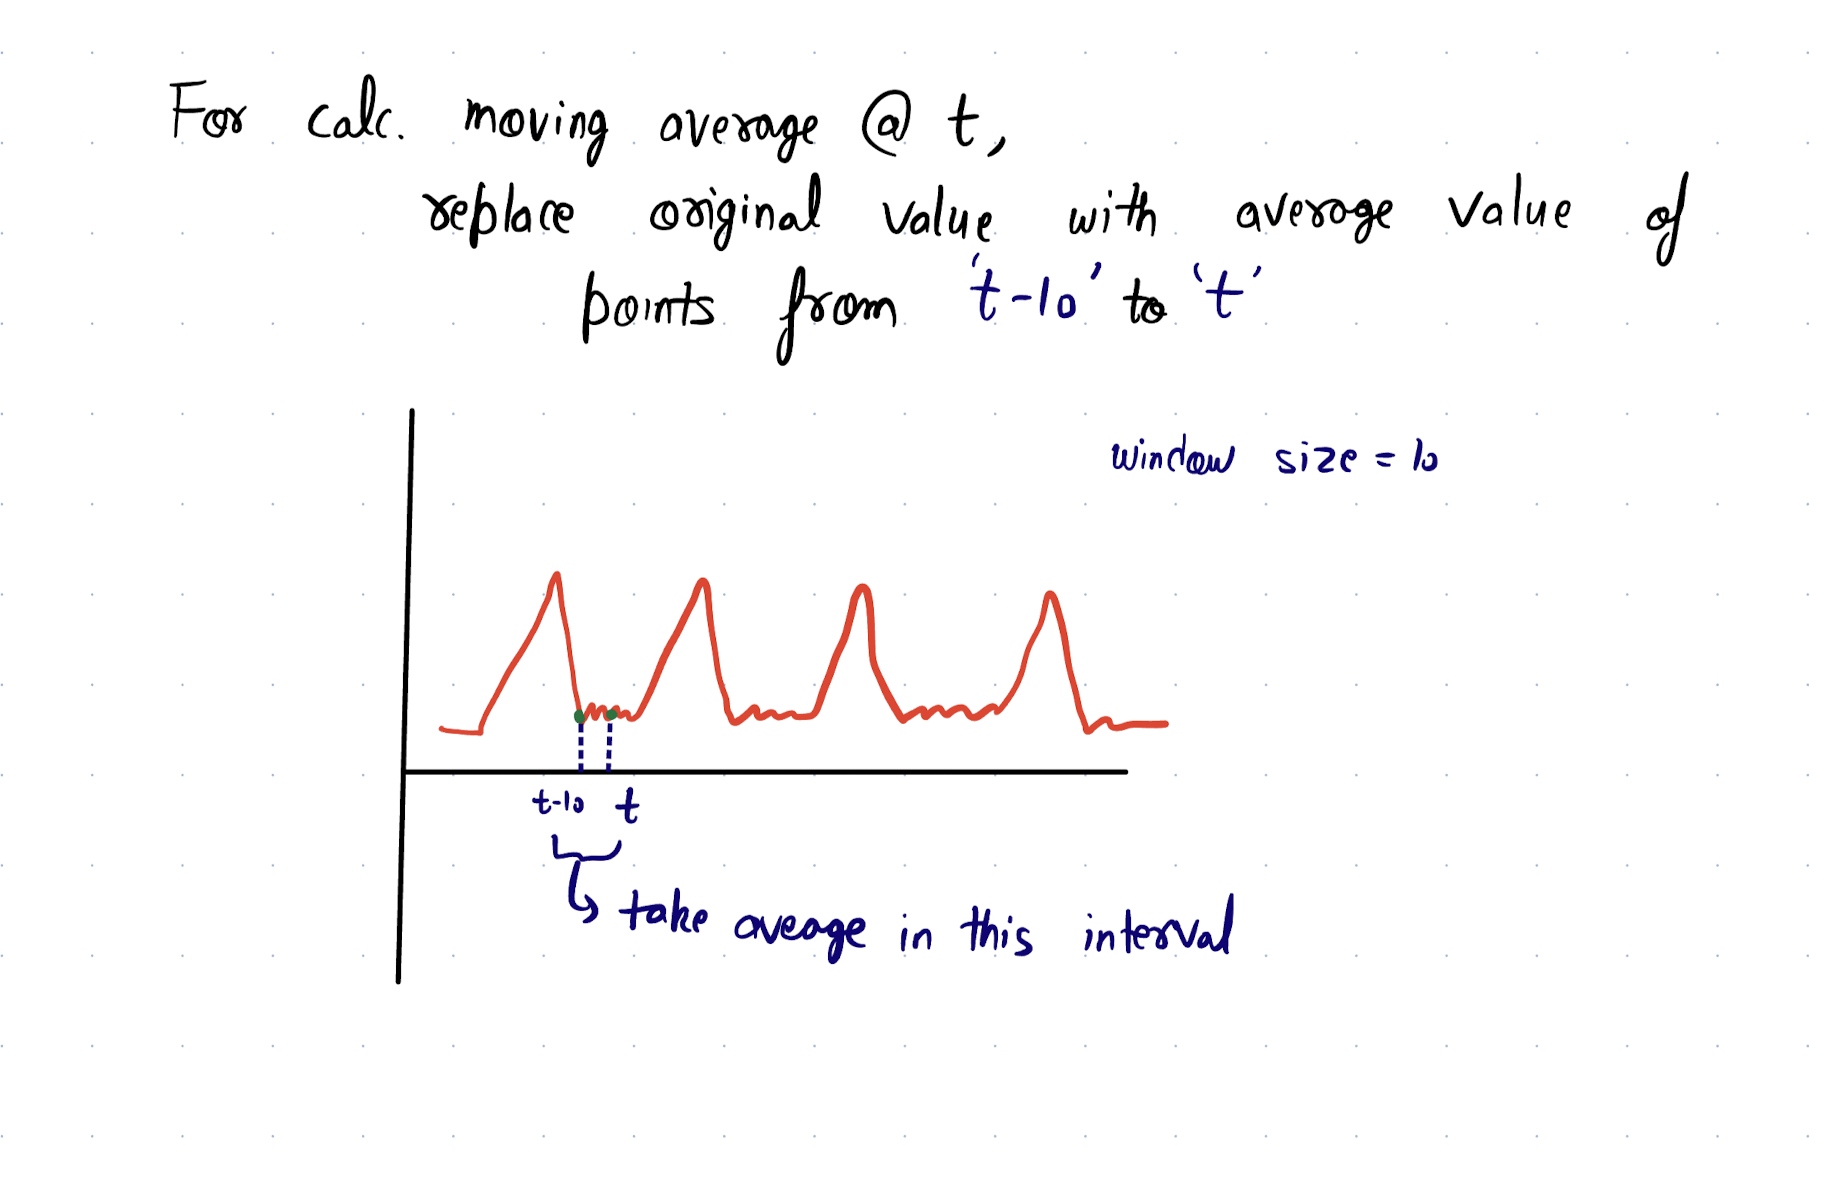 For calc. moving average @ t,
replace original value with average value of
points from 't-10' to 't'
window size = 10
t-10 t
take aveage in this interval